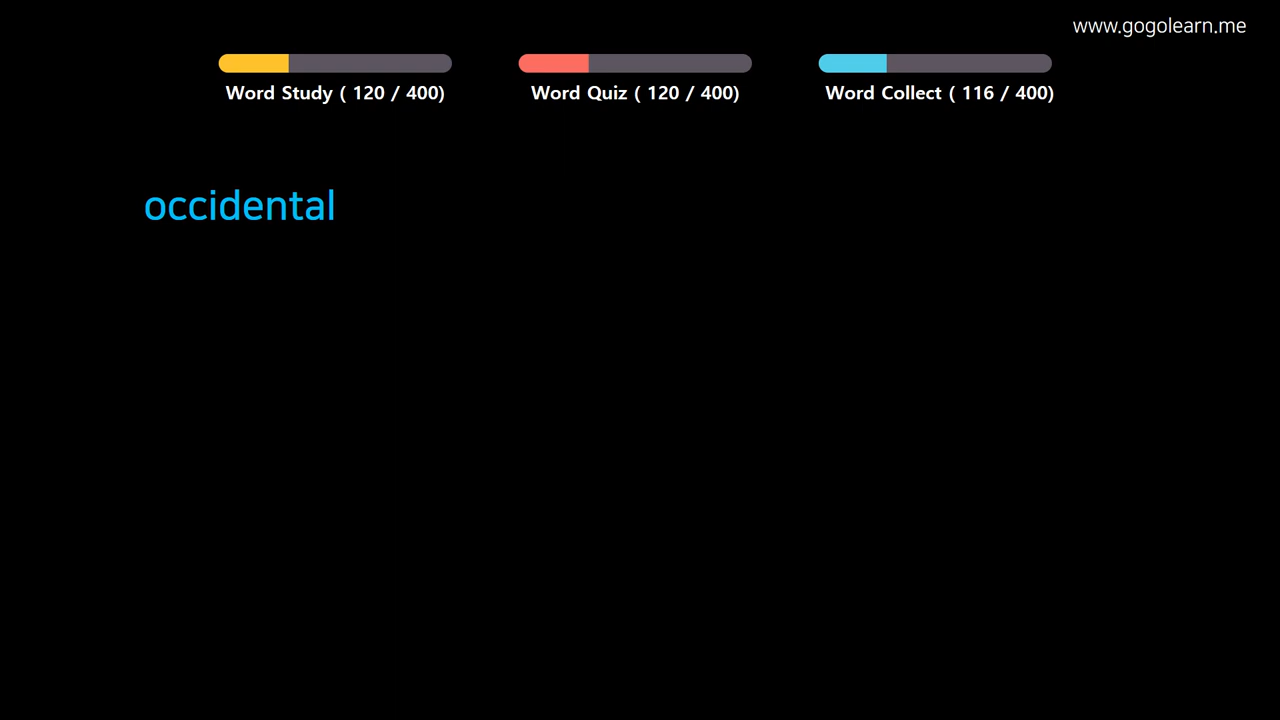 www.gogolearn.me
Word Study ( 120 / 400)
Word Quiz ( 120 / 400)
Word Collect ( 116 / 400)
occidental